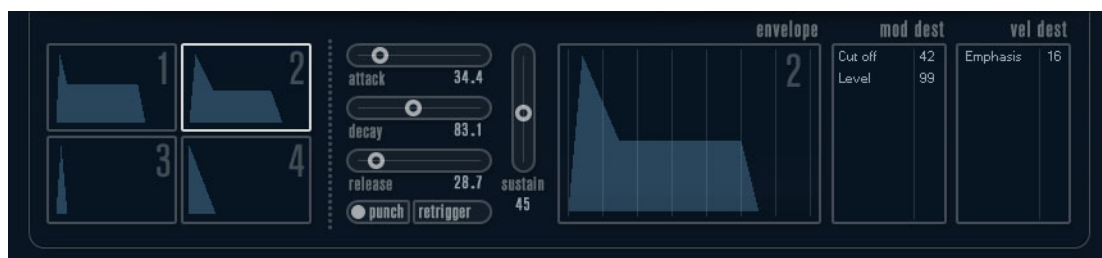 envelope mod dest vel dest
1 2
3 4
attack 34.4
decay 83.1
release 28.7
punch retrigger
sustain
45
2
Cut off 42
Level 99
Emphasis 16